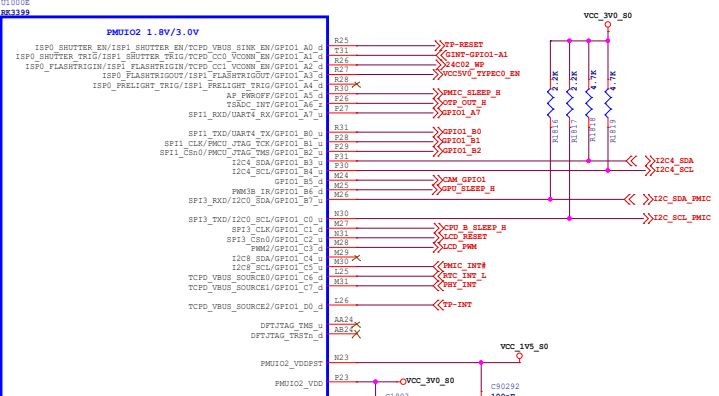 U1000E
RK3399
PMUIO2 1.8V/3.0V
VCC_3V0_S0
ISP0_SHUTTER_EN/ISP1_SHUTTER_EN/TCPD_VBUS_SINK_EN/GPIO1_A0_d R25 TP-RESET
ISP0_SHUTTER_TRIG/ISP1_SHUTTER_TRIG/TCPD_CC0_VCONN_EN/GPIO1_A1_d T31 GINT-GPIO1-A1
ISP0_FLASHTRIGIN/ISP1_FLASHTRIGIN/TCPD_CC1_VCONN_EN/GPIO1_A2_d R26 24C02_WP
ISP0_FLASHTRIGOUT/ISP1_FLASHTRIGOUT/GPIO1_A3_d R27 VCC5V0_TYPEC0_EN
ISP0_PRELIGHT_TRIG/ISP1_PRELIGHT_TRIG/GPIO1_A4_d R28
AP_PWROFF/GPIO1_A5_d R30 PMIC_SLEEP_H
TSADC_INT/GPIO1_A6_z P26 OTP_OUT_H
SPI1_RXD/UART4_RX/GPIO1_A7_u P27 GPIO1_A7
2.2K 2.2K 4.7K 4.7K
R1816 R1817 R1818 R1819
SPI1_TXD/UART4_TX/GPIO1_B0_u R31 GPIO1_B0
SPI1_CLK/PMCU_JTAG_TCK/GPIO1_B1_u P28 GPIO1_B1
SPI1_CSn0/PMCU_JTAG_TMS/GPIO1_B2_u P29 GPIO1_B2
I2C4_SDA/GPIO1_B3_u P31 I2C4_SDA
I2C4_SCL/GPIO1_B4_u P30 I2C4_SCL
GPIO1_B5_d M24 CAM_GPIO1
PWM3B_IR/GPIO1_B6_d M25 GPU_SLEEP_H
SPI3_RXD/I2C0_SDA/GPIO1_B7_u M26 I2C_SDA_PMIC
SPI3_TXD/I2C0_SCL/GPIO1_C0_u N30 I2C_SCL_PMIC
SPI3_CLK/GPIO1_C1_d M27 CPU_B_SLEEP_H
SPI3_CSn0/GPIO1_C2_u N31 LCD_RESET
PWM2/GPIO1_C3_d M28 LCD_PWM
I2C8_SDA/GPIO1_C4_u M29
I2C8_SCL/GPIO1_C5_u M30 PMIC_INT#
TCPD_VBUS_SOURCE0/GPIO1_C6_d L25 RTC_INT_L
TCPD_VBUS_SOURCE1/GPIO1_C7_d M31 PHY_INT
TCPD_VBUS_SOURCE2/GPIO1_D0_d L26 TP-INT
DFTJTAG_TMS_u AA24
DFTJTAG_TRSTn_d AB24
VCC_1V5_S0
PMUIO2_VDDPST N23
PMUIO2_VDD P23 VCC_3V0_S0
C90292